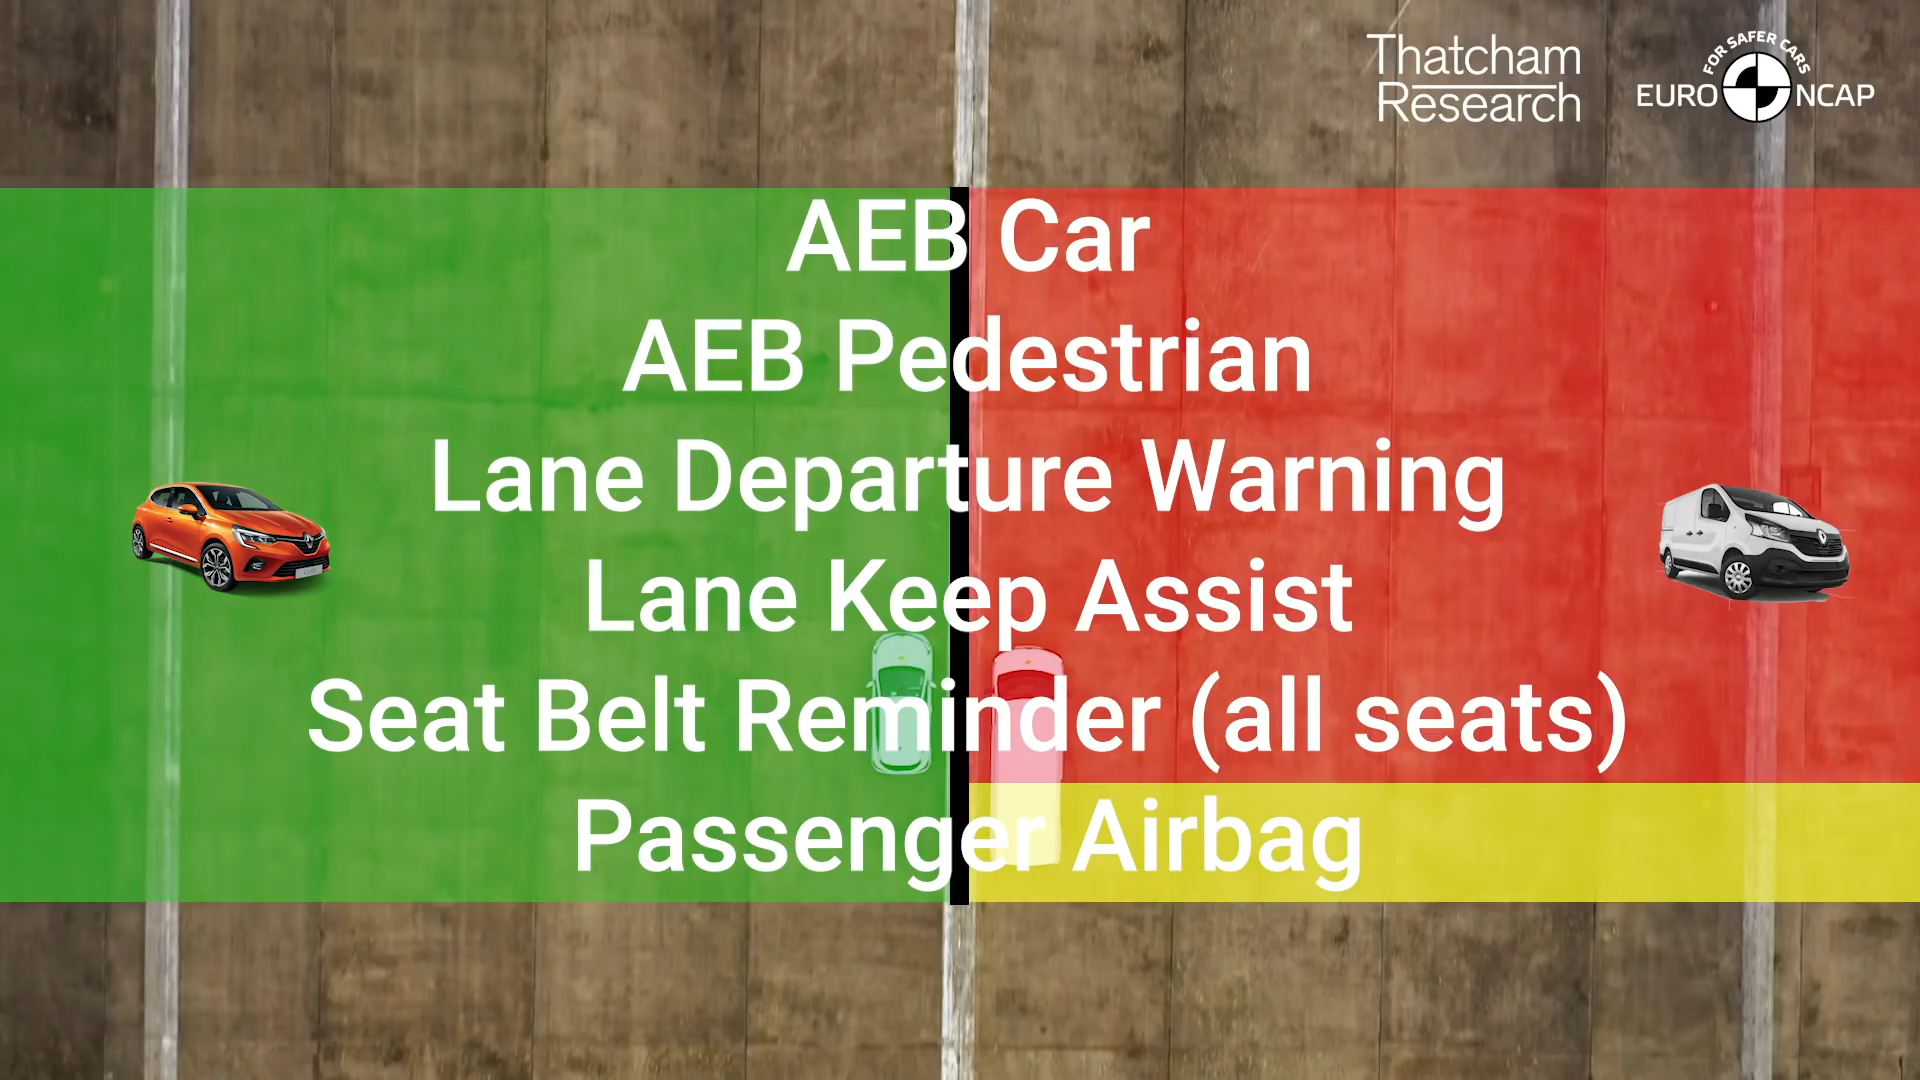 Thatcham
Research
FOR SAFER CARS
EURO NCAP
AEB Car
AEB Pedestrian
Lane Departure Warning
Lane Keep Assist
Seat Belt Reminder (all seats)
Passenger Airbag